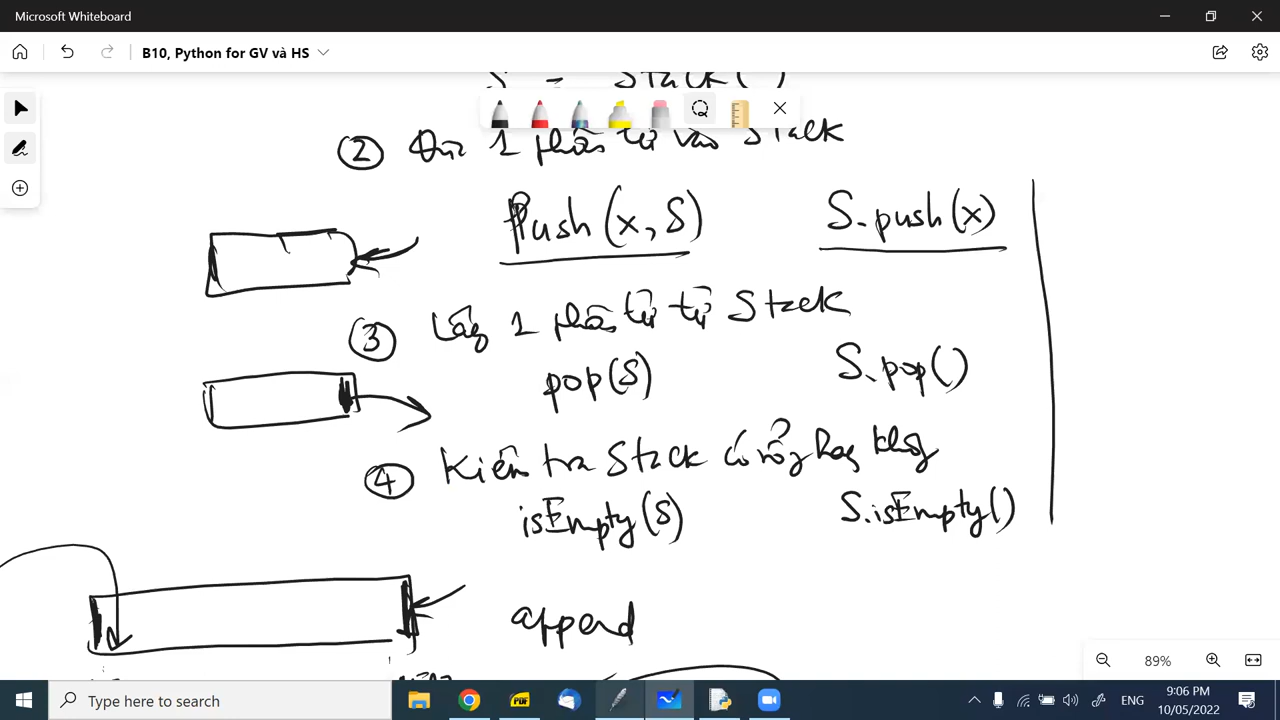 Microsoft Whiteboard
B10, Python for GV và HS
S = Stack()
② Đưa 1 phần tử vào Stack
Push(x, S) S.push(x)
③ Lấy 1 phần tử từ Stack
pop(S) S.pop()
④ Kiểm tra Stack có rỗng hay không
isEmpty(S) S.isEmpty()
append
89%
Type here to search
PDF
ENG
9:06 PM
10/05/2022